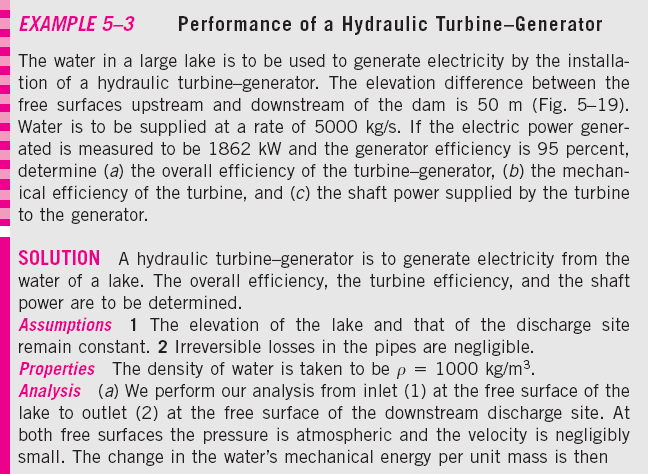 EXAMPLE 5–3 Performance of a Hydraulic Turbine–Generator
The water in a large lake is to be used to generate electricity by the installa-
tion of a hydraulic turbine–generator. The elevation difference between the
free surfaces upstream and downstream of the dam is 50 m (Fig. 5–19).
Water is to be supplied at a rate of 5000 kg/s. If the electric power gener-
ated is measured to be 1862 kW and the generator efficiency is 95 percent,
determine (a) the overall efficiency of the turbine–generator, (b) the mechan-
ical efficiency of the turbine, and (c) the shaft power supplied by the turbine
to the generator.
SOLUTION A hydraulic turbine–generator is to generate electricity from the
water of a lake. The overall efficiency, the turbine efficiency, and the shaft
power are to be determined.
Assumptions 1 The elevation of the lake and that of the discharge site
remain constant. 2 Irreversible losses in the pipes are negligible.
Properties The density of water is taken to be ρ = 1000 kg/m³.
Analysis (a) We perform our analysis from inlet (1) at the free surface of the
lake to outlet (2) at the free surface of the downstream discharge site. At
both free surfaces the pressure is atmospheric and the velocity is negligibly
small. The change in the water's mechanical energy per unit mass is then